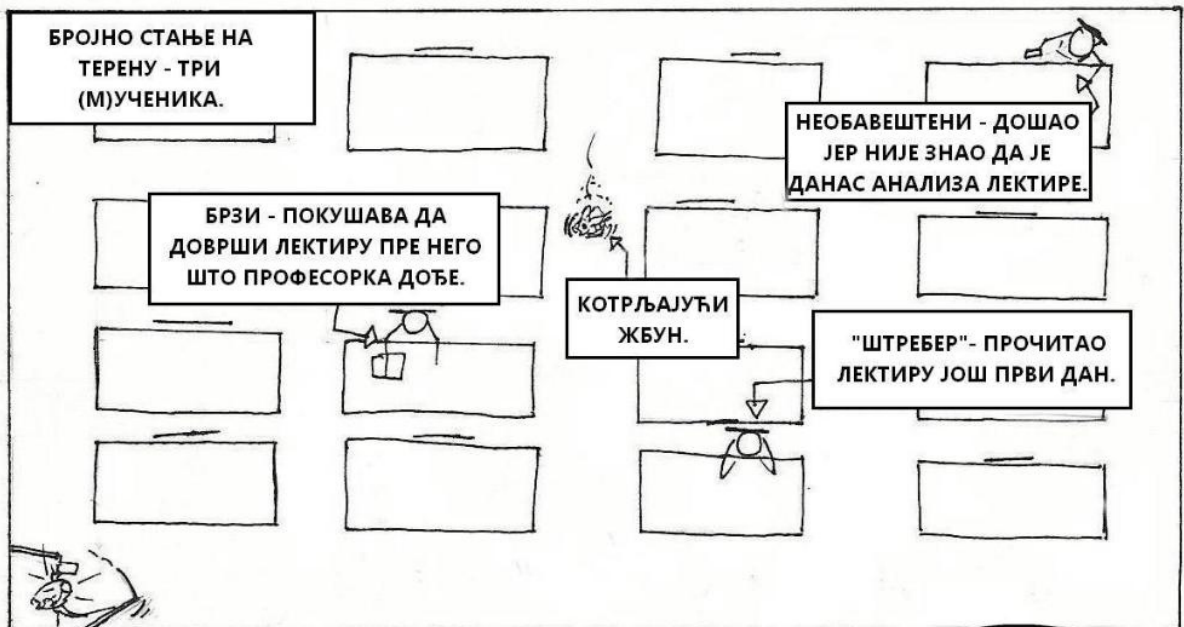 БРОЈНО СТАЊЕ НА
ТЕРЕНУ - ТРИ
(М)УЧЕНИКА.
НЕОБАВЕШТЕНИ - ДОШАО
ЈЕР НИЈЕ ЗНАО ДА ЈЕ
ДАНАС АНАЛИЗА ЛЕКТИРЕ.
БРЗИ - ПОКУШАВА ДА
ДОВРШИ ЛЕКТИРУ ПРЕ НЕГО
ШТО ПРОФЕСОРКА ДОЂЕ.
КОТРЉАЈУЋИ
ЖБУН.
"ШТРЕБЕР"- ПРОЧИТАО
ЛЕКТИРУ ЈОШ ПРВИ ДАН.